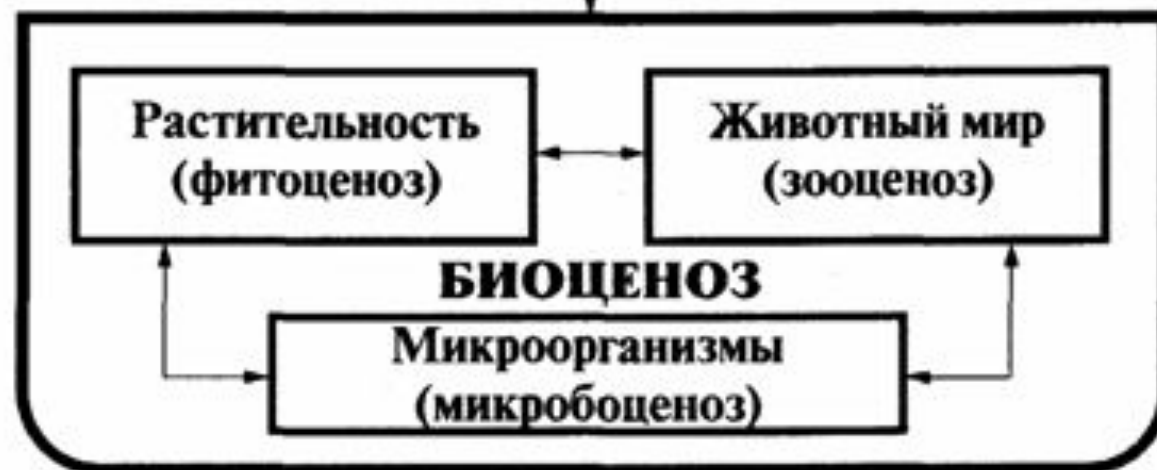 Растительность
(фитоценоз)
Животный мир
(зооценоз)
БИОЦЕНОЗ
Микроорганизмы
(микробоценоз)